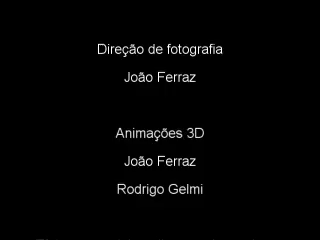 Direção de fotografia
João Ferraz
Animações 3D
João Ferraz
Rodrigo Gelmi